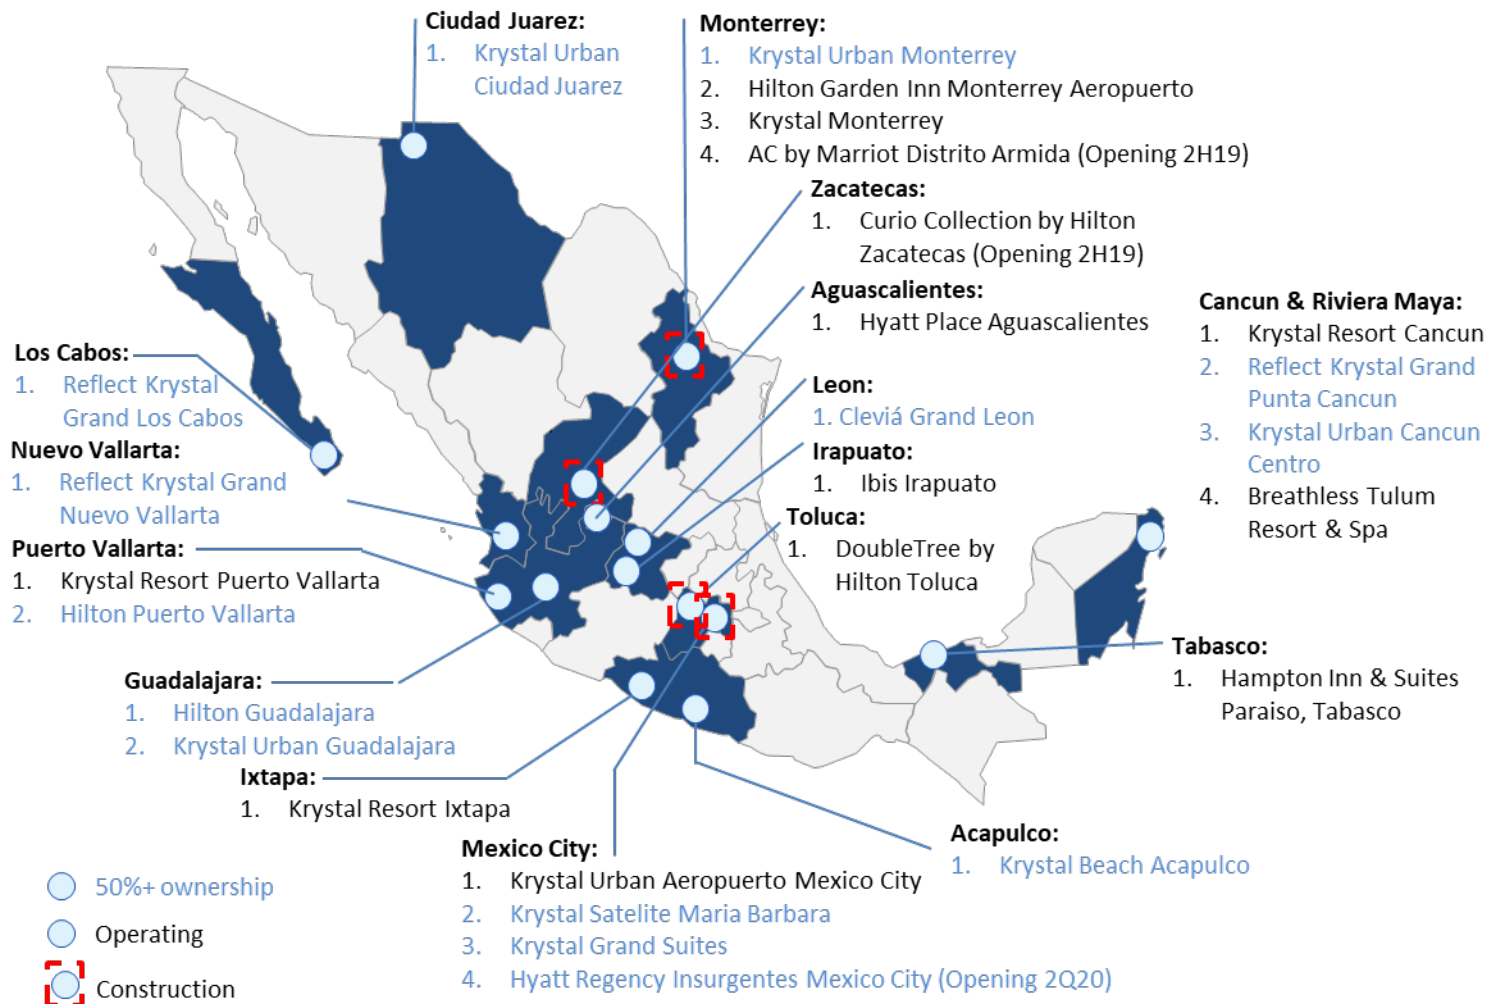 Ciudad Juarez:
1. Krystal Urban
Ciudad Juarez
Monterrey:
1. Krystal Urban Monterrey
2. Hilton Garden Inn Monterrey Aeropuerto
3. Krystal Monterrey
4. AC by Marriot Distrito Armida (Opening 2H19)
Zacatecas:
1. Curio Collection by Hilton
Zacatecas (Opening 2H19)
Aguascalientes:
1. Hyatt Place Aguascalientes
Cancun & Riviera Maya:
1. Krystal Resort Cancun
2. Reflect Krystal Grand
Punta Cancun
3. Krystal Urban Cancun
Centro
4. Breathless Tulum
Resort & Spa
Los Cabos:
1. Reflect Krystal
Grand Los Cabos
Leon:
1. Cleviá Grand Leon
Nuevo Vallarta:
1. Reflect Krystal Grand
Nuevo Vallarta
Irapuato:
1. Ibis Irapuato
Toluca:
1. DoubleTree by
Hilton Toluca
Puerto Vallarta:
1. Krystal Resort Puerto Vallarta
2. Hilton Puerto Vallarta
Tabasco:
1. Hampton Inn & Suites
Paraiso, Tabasco
Guadalajara:
1. Hilton Guadalajara
2. Krystal Urban Guadalajara
Ixtapa:
1. Krystal Resort Ixtapa
Acapulco:
1. Krystal Beach Acapulco
Mexico City:
1. Krystal Urban Aeropuerto Mexico City
2. Krystal Satelite Maria Barbara
3. Krystal Grand Suites
4. Hyatt Regency Insurgentes Mexico City (Opening 2Q20)
50%+ ownership
Operating
Construction